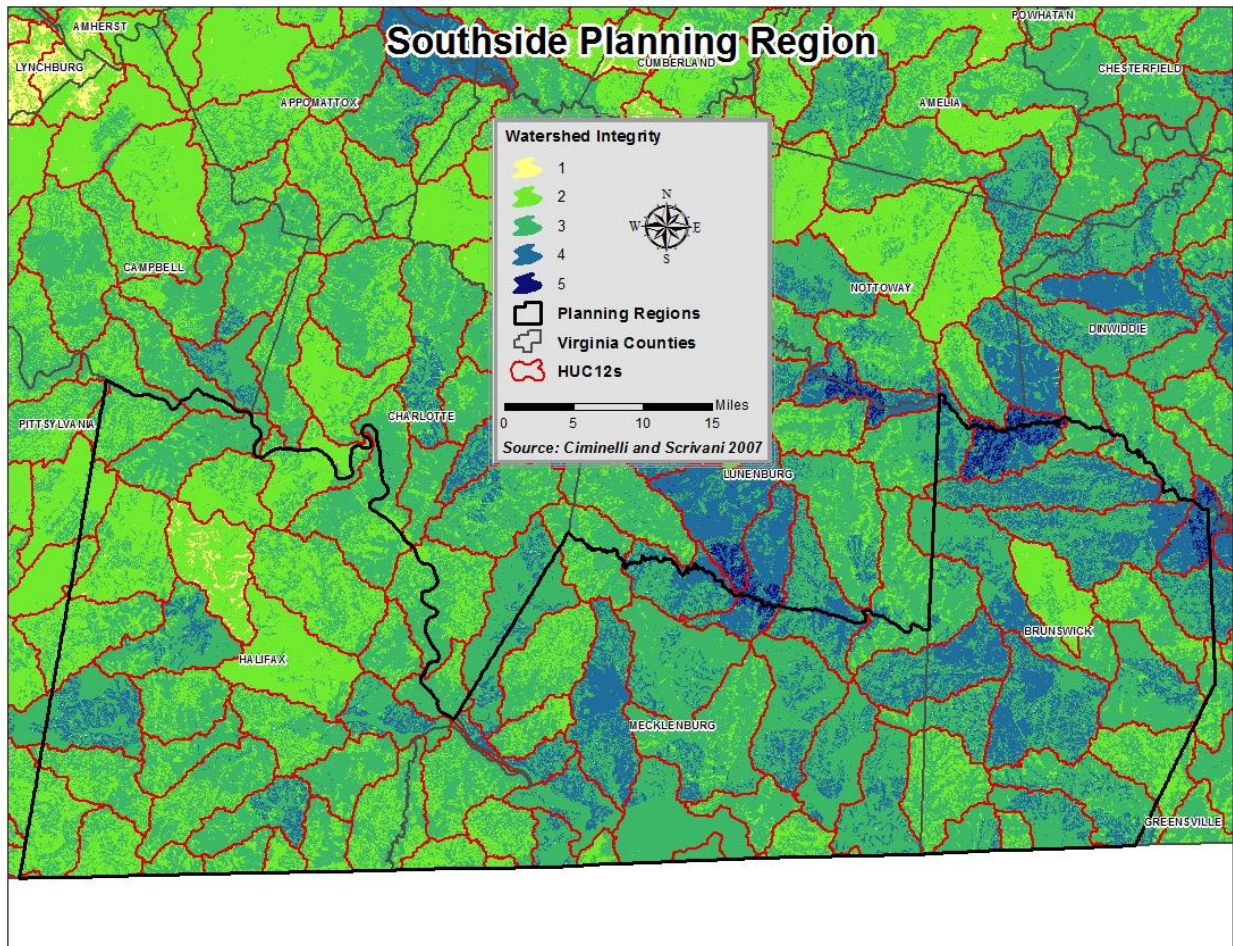 POWHATAN
AMHERST
Southside Planning Region
LYNCHBURG
CUMBERLAND
CHESTERFIELD
APPOMATTOX
AMELIA
Watershed Integrity
1
2
3
4
5
N
W E
S
Planning Regions
Virginia Counties
HUC12s
Miles
0 5 10 15
Source: Ciminelli and Scrivani 2007
CAMPBELL
NOTTOWAY
DINWIDDIE
PITTSYLVANIA
CHARLOTTE
LUNENBURG
BRUNSWICK
HALIFAX
MECKLENBURG
GREENSVILLE